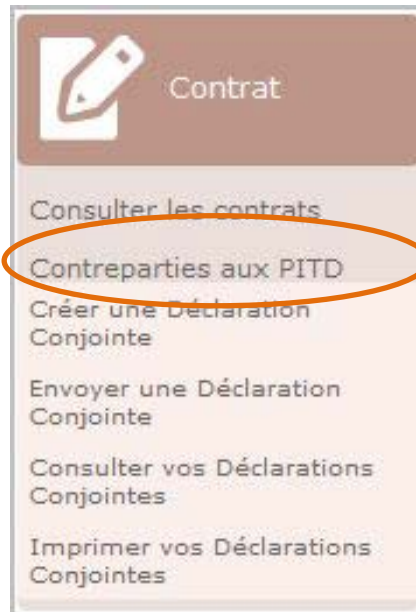 Contrat
Consulter les contrats
Contreparties aux PITD
Créer une Déclaration
Conjointe
Envoyer une Déclaration
Conjointe
Consulter vos Déclarations
Conjointes
Imprimer vos Déclarations
Conjointes